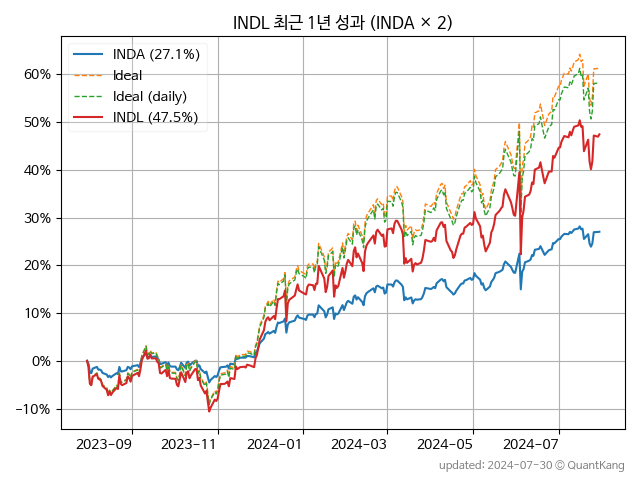 INDL 최근 1년 성과 (INDA × 2)
INDA (27.1%)
Ideal
Ideal (daily)
INDL (47.5%)
60%
50%
40%
30%
20%
10%
0%
−10%
2023-09 2023-11 2024-01 2024-03 2024-05 2024-07
updated: 2024-07-30 © QuantKang